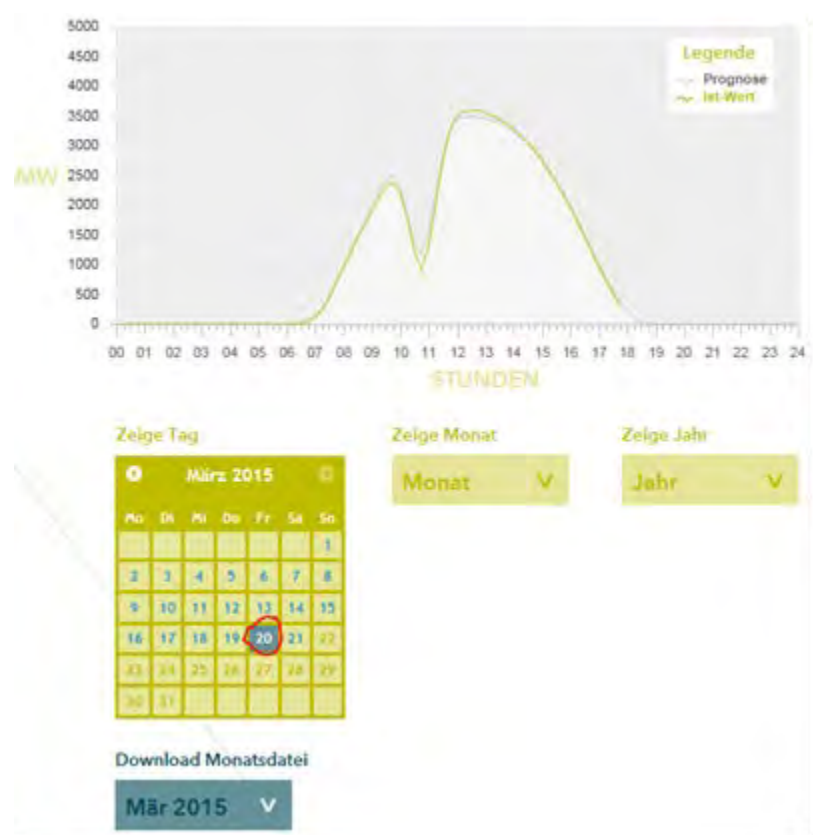 5000
4500
4000
3500
3000
2500
2000
1500
1000
500
0
MW
Legende
Prognose
Ist-Wert
00 01 02 03 04 05 06 07 08 09 10 11 12 13 14 15 16 17 18 19 20 21 22 23 24
STUNDEN
Zeige Tag
Zeige Monat
Zeige Jahr
März 2015
Monat
Jahr
Mo Di Mi Do Fr Sa So
1
2 3 4 5 6 7 8
9 10 11 12 13 14 15
16 17 18 19 20 21 22
23 24 25 26 27 28 29
30 31
Download Monatsdatei
Mär 2015